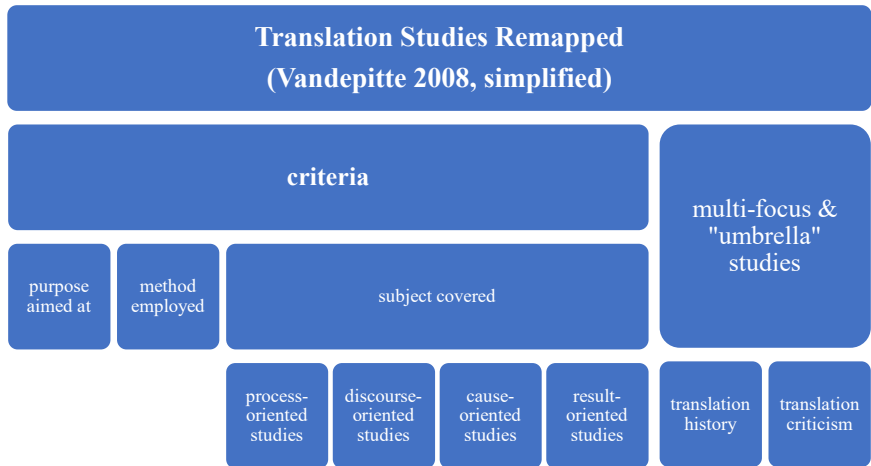 Translation Studies Remapped
(Vandepitte 2008, simplified)
criteria
multi-focus &
"umbrella"
studies
purpose
aimed at
method
employed
subject covered
process-
oriented
studies
discourse-
oriented
studies
cause-
oriented
studies
result-
oriented
studies
translation
history
translation
criticism